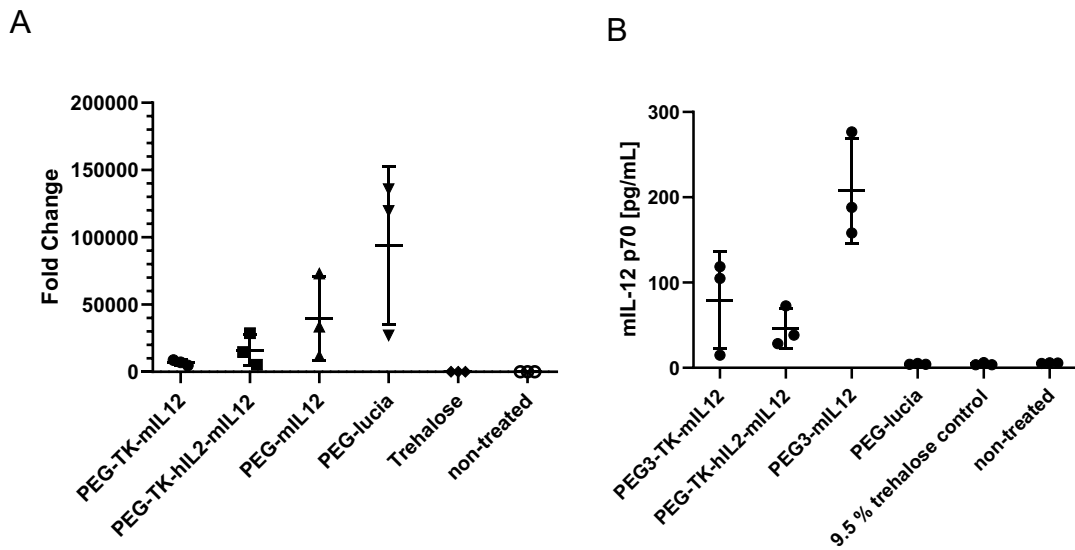 A
B
200000
150000
100000
50000
0
Fold Change
PEG-TK-mIL12
PEG-TK-hIL2-mIL12
PEG-mIL12
PEG-lucia
Trehalose
non-treated
300
200
100
0
mIL-12 p70 [pg/mL]
PEG3-TK-mIL12
PEG-TK-hIL2-mIL12
PEG3-mIL12
PEG-lucia
9.5 % trehalose control
non-treated